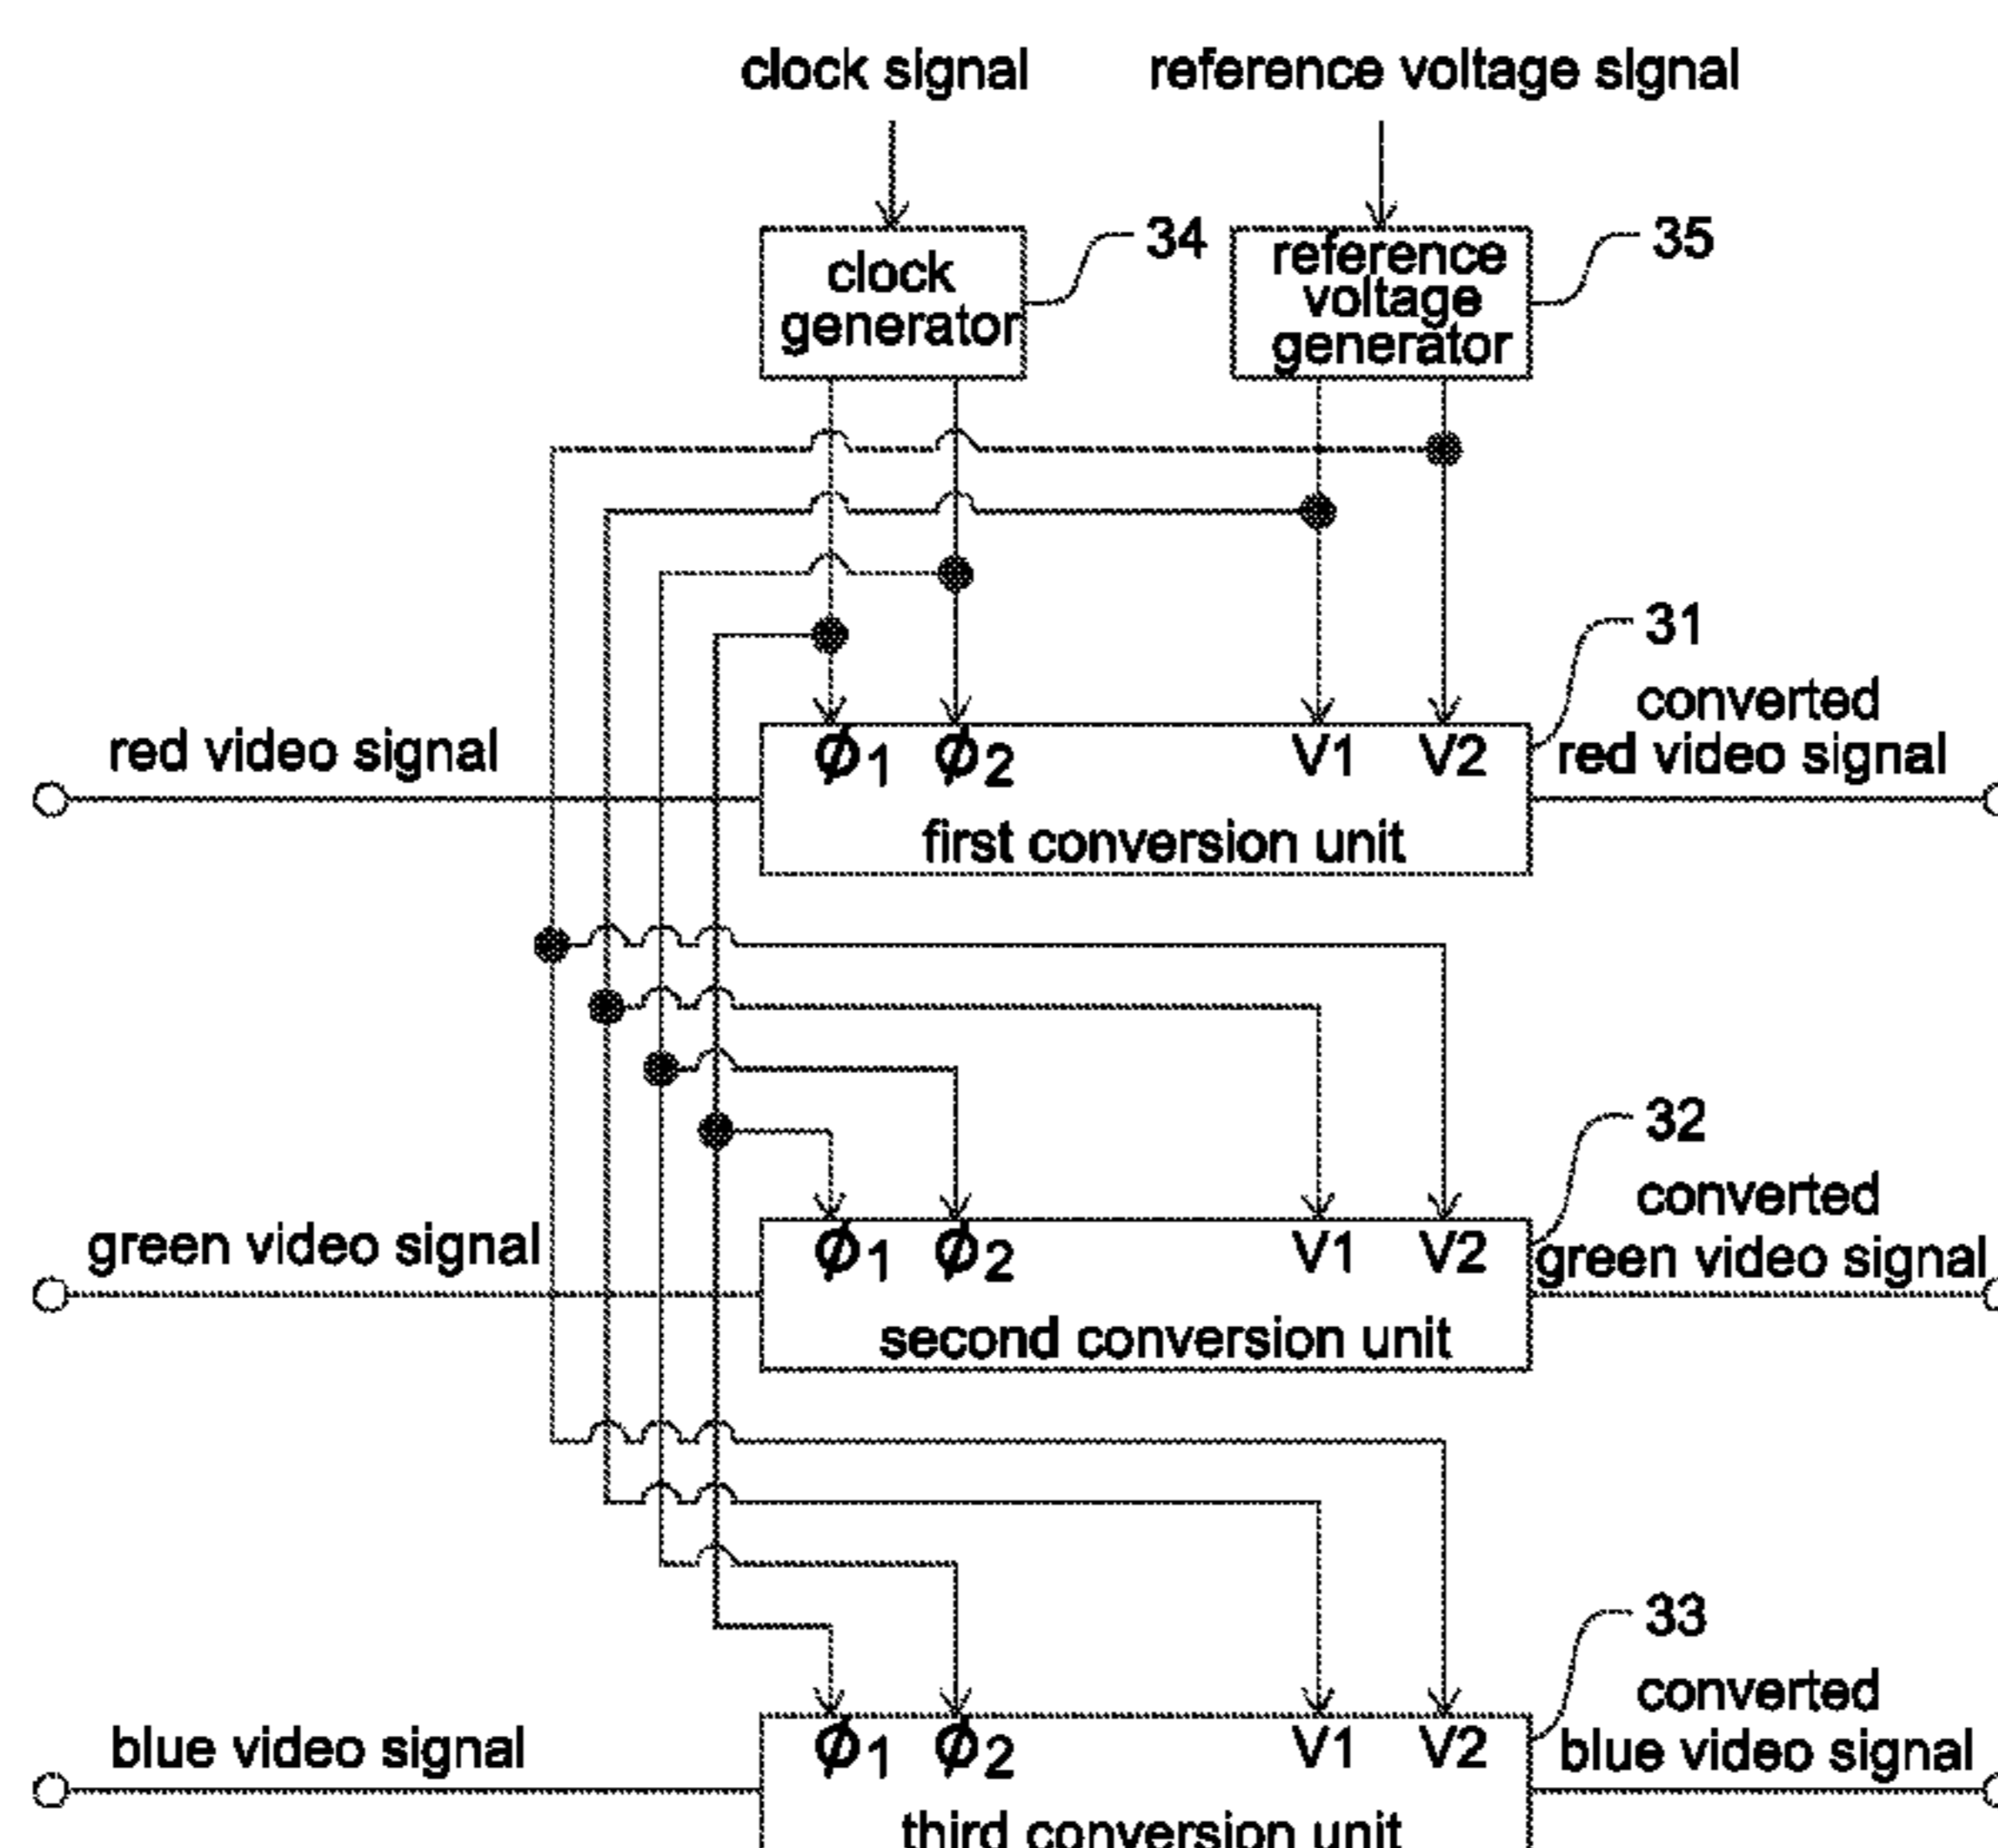 clock signal
reference voltage signal
clock
generator
34
reference
voltage
generator
35
31
converted
red video signal
red video signal
ϕ1 ϕ2 V1 V2
first conversion unit
32
converted
green video signal
green video signal
ϕ1 ϕ2 V1 V2
second conversion unit
33
converted
blue video signal
blue video signal
ϕ1 ϕ2 V1 V2
third conversion unit